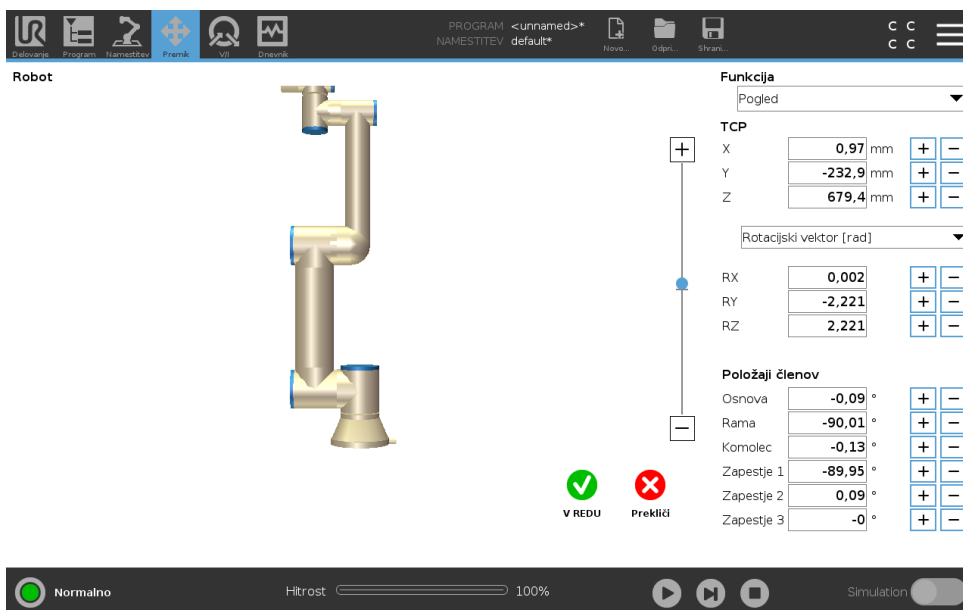 PROGRAM <unnamed>*
NAMESTITEV default*
Delovanje Program Namestitev Premik V/I Dnevnik Novo... Odpri... Shrani...
C C
C C
Robot
Funkcija
Pogled
TCP
X 0,97 mm + −
Y -232,9 mm + −
Z 679,4 mm + −
Rotacijski vektor [rad]
RX 0,002 + −
RY -2,221 + −
RZ 2,221 + −
Položaji členov
Osnova -0,09 ° + −
Rama -90,01 ° + −
Komolec -0,13 ° + −
Zapestje 1 -89,95 ° + −
Zapestje 2 0,09 ° + −
Zapestje 3 -0 ° + −
+
−
V REDU Prekliči
Normalno Hitrost 100% Simulation